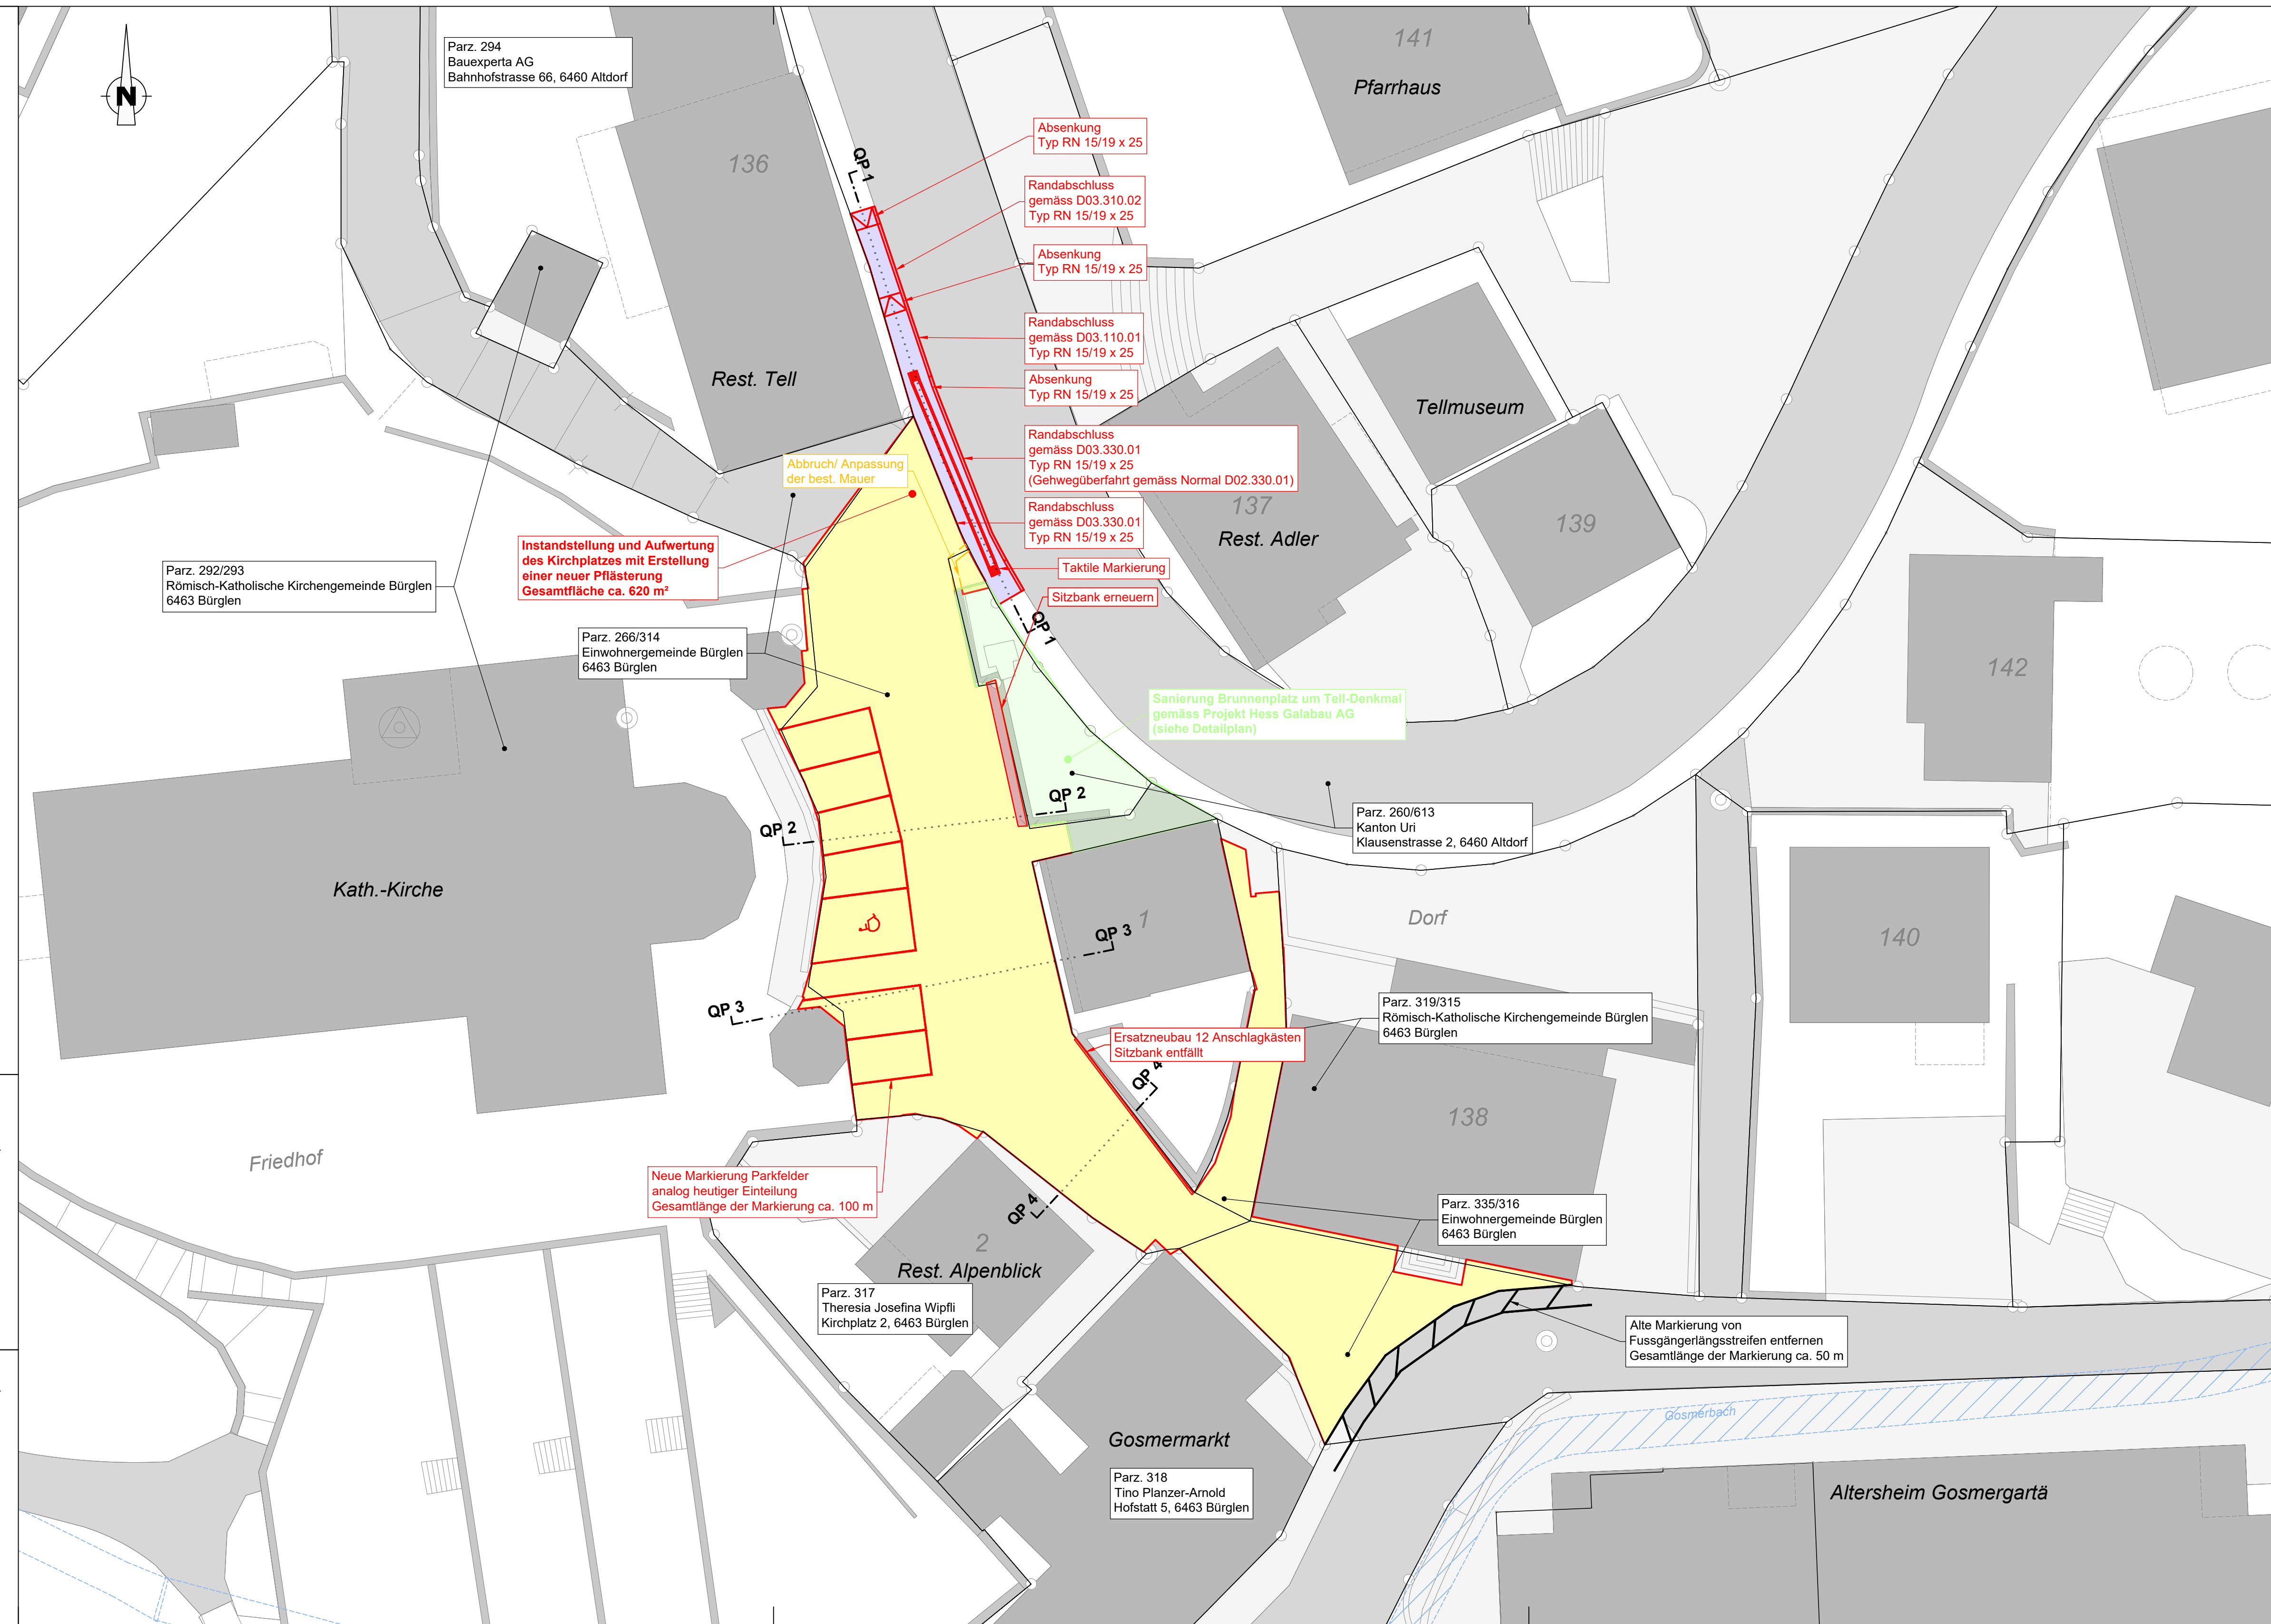 N
Parz. 294
Bauexperta AG
Bahnhofstrasse 66, 6460 Altdorf
141
Pfarrhaus
136
Rest. Tell
QP 1
Absenkung
Typ RN 15/19 x 25
Randabschluss
gemäss D03.310.02
Typ RN 15/19 x 25
Absenkung
Typ RN 15/19 x 25
Randabschluss
gemäss D03.110.01
Typ RN 15/19 x 25
Absenkung
Typ RN 15/19 x 25
Randabschluss
gemäss D03.330.01
Typ RN 15/19 x 25
(Gehwegüberfahrt gemäss Normal D02.330.01)
Randabschluss
gemäss D03.330.01
Typ RN 15/19 x 25
Taktile Markierung
Sitzbank erneuern
QP 1
Abbruch/ Anpassung
der best. Mauer
Tellmuseum
139
137
Rest. Adler
142
Instandstellung und Aufwertung
des Kirchplatzes mit Erstellung
einer neuer Pflästerung
Gesamtfläche ca. 620 m²
Parz. 292/293
Römisch-Katholische Kirchengemeinde Bürglen
6463 Bürglen
Parz. 266/314
Einwohnergemeinde Bürglen
6463 Bürglen
Sanierung Brunnenplatz um Tell-Denkmal
gemäss Projekt Hess Galabau AG
(siehe Detailplan)
QP 2
QP 2
Parz. 260/613
Kanton Uri
Klausenstrasse 2, 6460 Altdorf
Kath.-Kirche
1
Dorf
140
QP 3
QP 3
Parz. 319/315
Römisch-Katholische Kirchengemeinde Bürglen
6463 Bürglen
Ersatzneubau 12 Anschlagkästen
Sitzbank entfällt
QP 4
138
Friedhof
Neue Markierung Parkfelder
analog heutiger Einteilung
Gesamtlänge der Markierung ca. 100 m
QP 4
Parz. 335/316
Einwohnergemeinde Bürglen
6463 Bürglen
2
Rest. Alpenblick
Parz. 317
Theresia Josefina Wipfli
Kirchplatz 2, 6463 Bürglen
Alte Markierung von
Fussgängerlängsstreifen entfernen
Gesamtlänge der Markierung ca. 50 m
Gosmerbach
Gosmermarkt
Parz. 318
Tino Planzer-Arnold
Hofstatt 5, 6463 Bürglen
Altersheim Gosmergartä